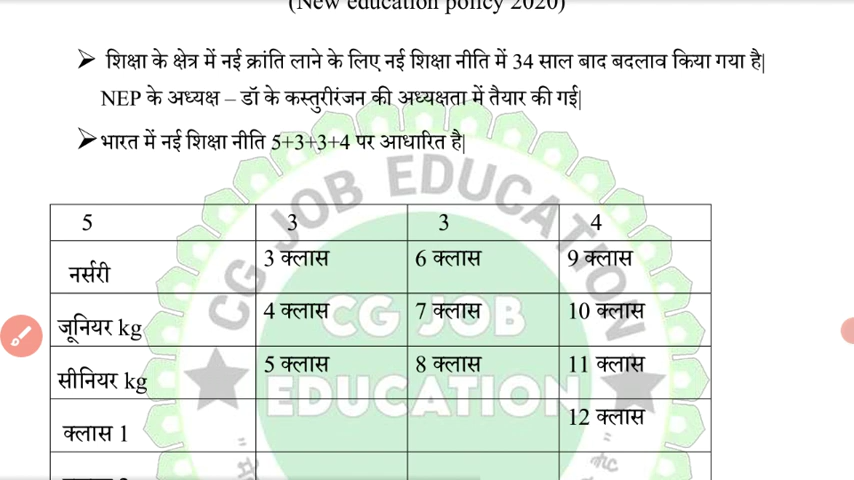 (New education policy 2020)
➢ शिक्षा के क्षेत्र में नई क्रांति लाने के लिए नई शिक्षा नीति में 34 साल बाद बदलाव किया गया है|
NEP के अध्यक्ष – डॉ के कस्तुरीरंजन की अध्यक्षता में तैयार की गई|
➢ भारत में नई शिक्षा नीति 5+3+3+4 पर आधारित है|
CG JOB EDUCATION
5 3 3 4
नर्सरी 3 क्लास 6 क्लास 9 क्लास
जूनियर kg 4 क्लास 7 क्लास 10 क्लास
सीनियर kg 5 क्लास 8 क्लास 11 क्लास
क्लास 1 12 क्लास
CG JOB
EDUCATION